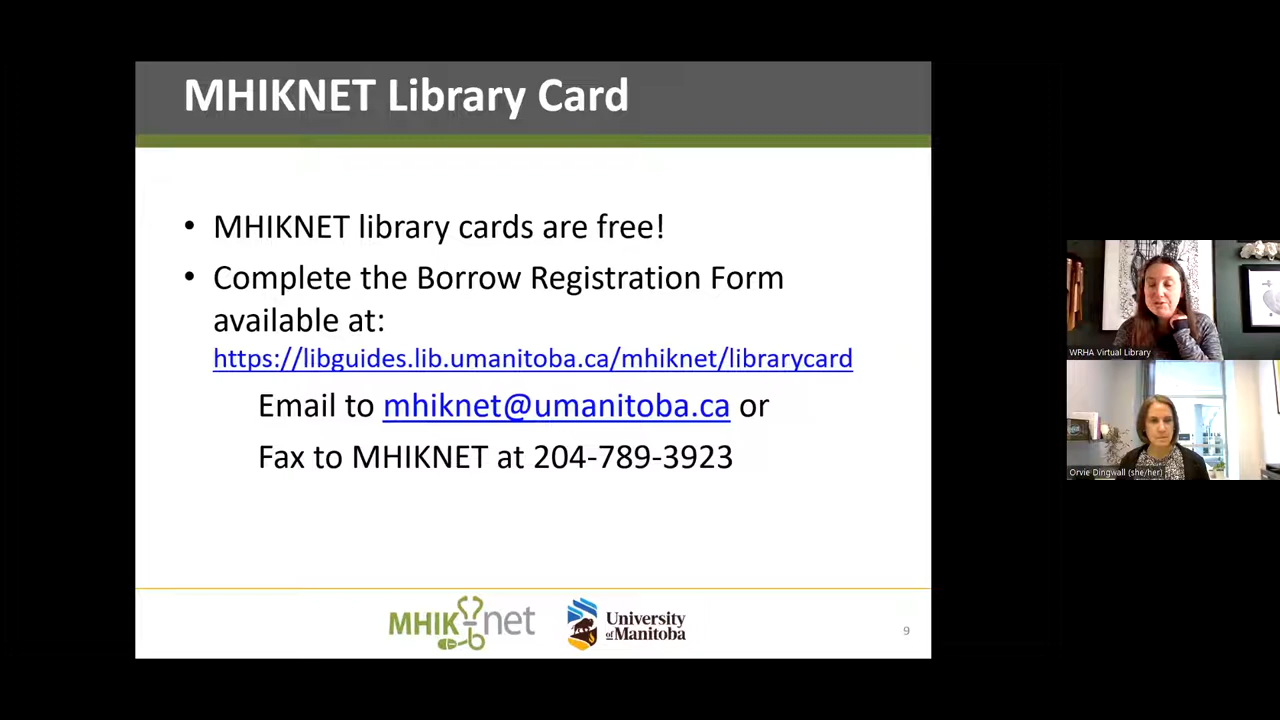 MHIKNET Library Card
• MHIKNET library cards are free!
• Complete the Borrow Registration Form
available at:
https://libguides.lib.umanitoba.ca/mhiknet/librarycard
Email to mhiknet@umanitoba.ca or
Fax to MHIKNET at 204-789-3923
MHIK-net
University
of Manitoba
9
WRHA Virtual Library
Orvie Dingwall (she/her)